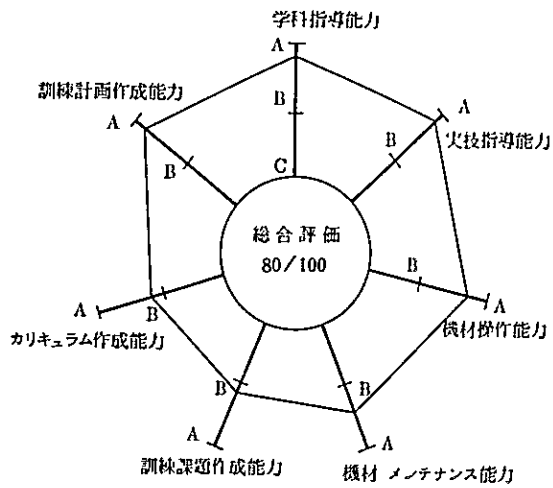 学科指導能力
A
B
C
訓練計画作成能力
A
B
A
実技指導能力
B
総合評価
80/100
B
A
機材操作能力
A
B
カリキュラム作成能力
B
A
訓練課題作成能力
B
A
機材 メンテナンス能力